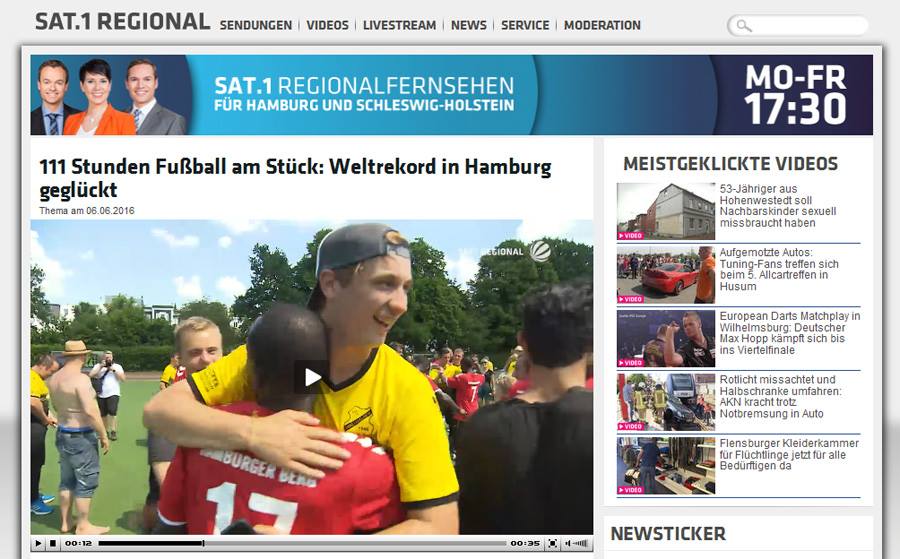 SAT.1 REGIONAL
SENDUNGEN
VIDEOS
LIVESTREAM
NEWS
SERVICE
MODERATION
SAT.1 REGIONALFERNSEHEN
FÜR HAMBURG UND SCHLESWIG-HOLSTEIN
MO-FR
17:30
111 Stunden Fußball am Stück: Weltrekord in Hamburg
geglückt
Thema am 06.06.2016
REGIONAL
HAMBURGER BERG
17
7
00:12
00:35
MEISTGEKLICKTE VIDEOS
53-Jähriger aus
Hohenwestedt soll
Nachbarskinder sexuell
missbraucht haben
VIDEO
Aufgemotzte Autos:
Tuning-Fans treffen sich
beim 5. Allcartreffen in
Husum
VIDEO
European Darts Matchplay in
Wilhelmsburg: Deutscher
Max Hopp kämpft sich bis
ins Viertelfinale
VIDEO
Rotlicht missachtet und
Halbschranke umfahren:
AKN kracht trotz
Notbremsung in Auto
VIDEO
Flensburger Kleiderkammer
für Flüchtlinge jetzt für alle
Bedürftigen da
VIDEO
NEWSTICKER